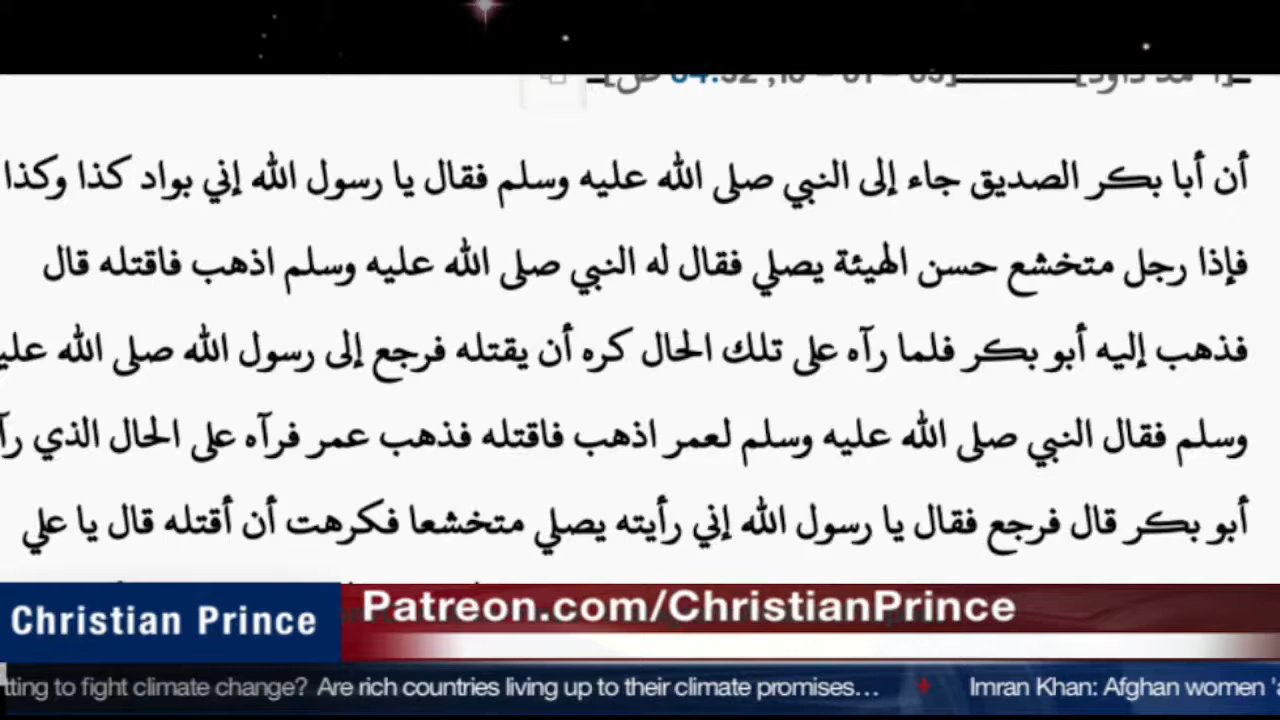 أن أبا بكر الصديق جاء إلى النبي صلى الله عليه وسلم فقال يا رسول الله إني بواد كذا وكذا
فإذا رجل متخشع حسن الهيئة يصلي فقال له النبي صلى الله عليه وسلم اذهب فاقتله قال
فذهب إليه أبو بكر فلما رآه على تلك الحال كره أن يقتله فرجع إلى رسول الله صلى الله
وسلم فقال النبي صلى الله عليه وسلم لعمر اذهب فاقتله فذهب عمر فرآه على الحال الذي
أبو بكر قال فرجع فقال يا رسول الله إني رأيته يصلي متخشعا فكرهت أن أقتله قال يا علي
Christian Prince
Patreon.com/ChristianPrince
to fight climate change? Are rich countries living up to their climate promises... Imran Khan: Afghan women